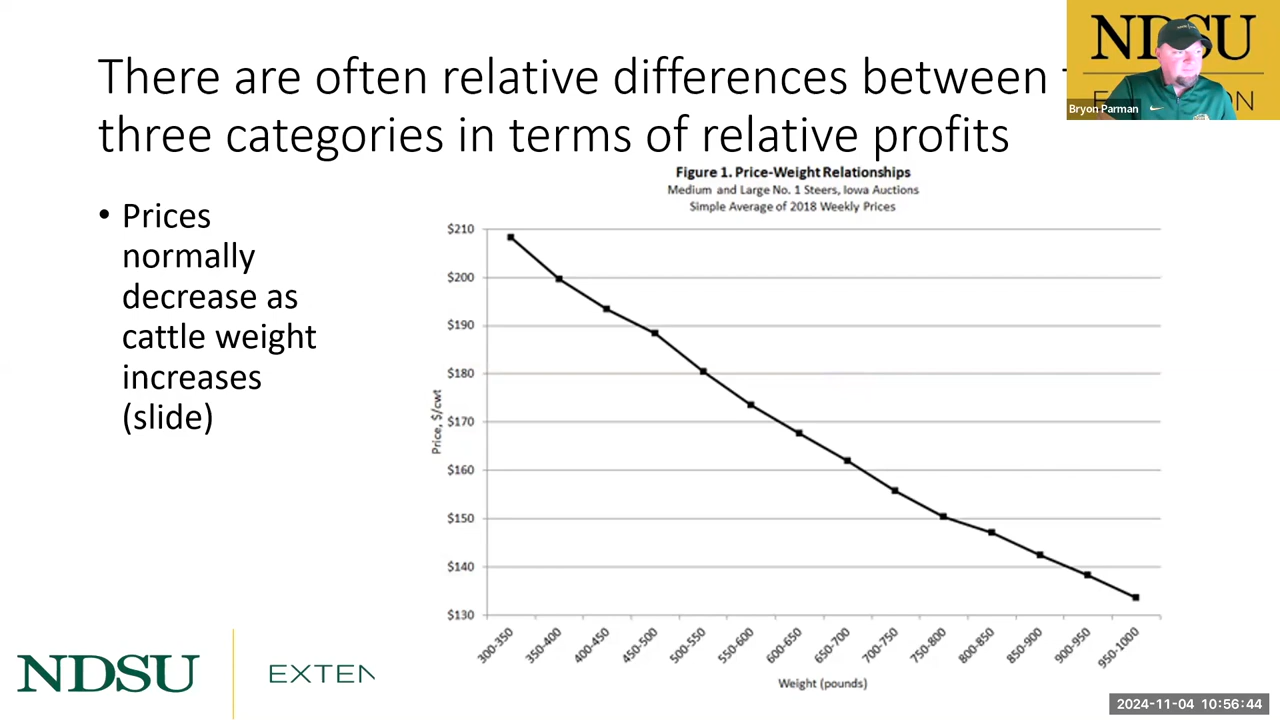 There are often relative differences between
three categories in terms of relative profits
NDSU
Bryon Parman
• Prices
normally
decrease as
cattle weight
increases
(slide)
Figure 1. Price-Weight Relationships
Medium and Large No. 1 Steers, Iowa Auctions
Simple Average of 2018 Weekly Prices
Price, $/cwt
$210
$200
$190
$180
$170
$160
$150
$140
$130
300-350
350-400
400-450
450-500
500-550
550-600
600-650
650-700
700-750
750-800
800-850
850-900
900-950
950-1000
Weight (pounds)
NDSU
EXTEN
2024-11-04 10:56:44